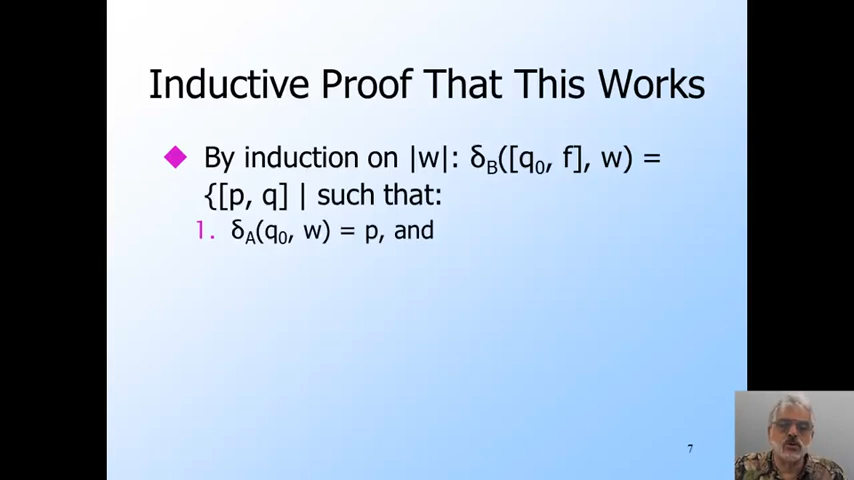 Inductive Proof That This Works
By induction on |w|: δB([q0, f], w) =
{[p, q] | such that:
1. δA(q0, w) = p, and
7